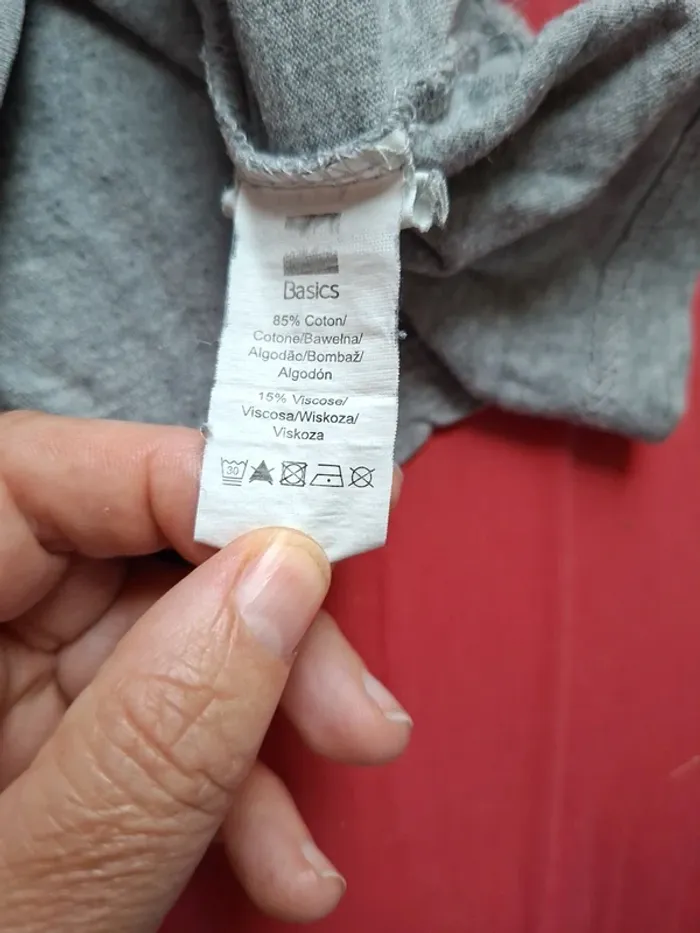 Basics
85% Coton/
Cotone/Bawełna/
Algodão/Bombaž/
Algodón
15% Viscose/
Viscosa/Wiskoza/
Viskoza
30